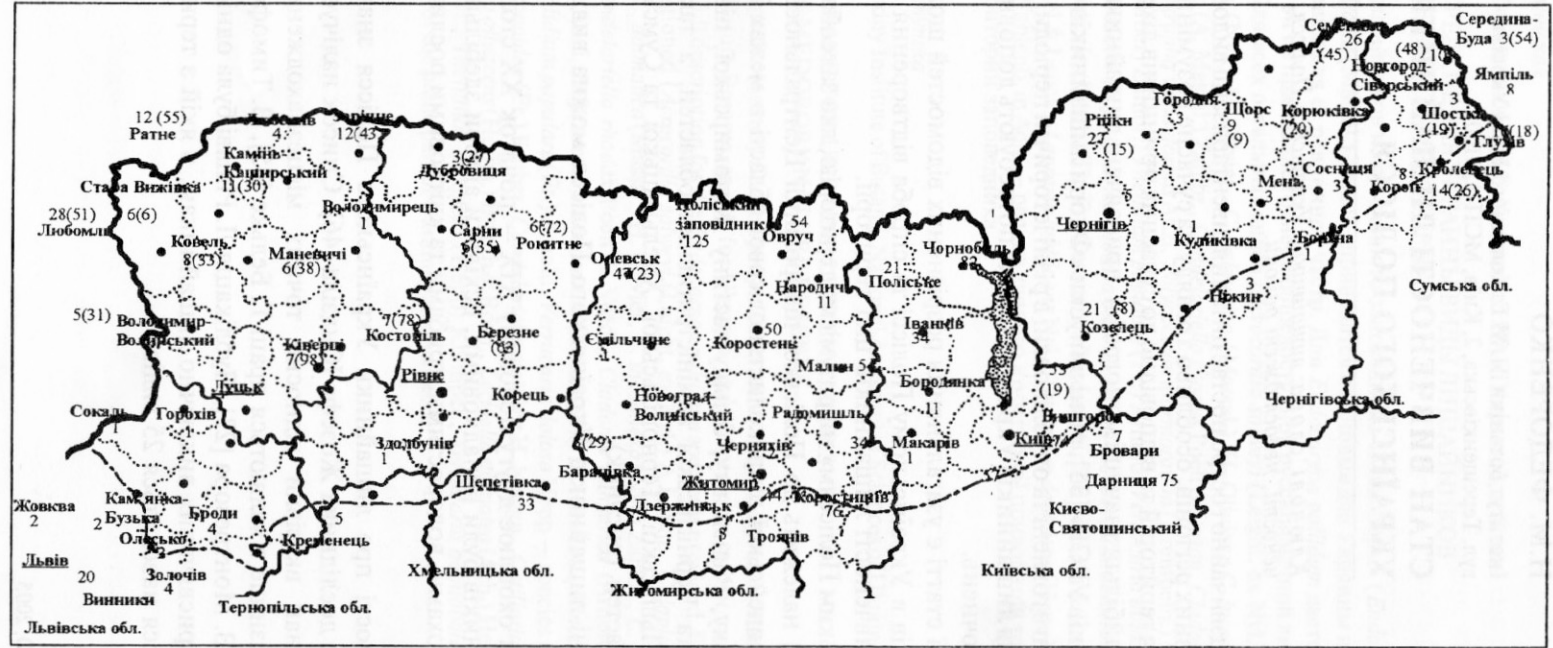 Середина-
Буда 3(54)
26
(45)
(48)
Новгород-
Сіверський
Ямпіль
8
3
Шостка
(19)
Глухів
Кролевець
14(26)
8
Короп
Городня
3
Щорс
9
(9)
Корюківка
(20)
Ріпки
27
(15)
Сосниця
3
Мена
3
Чернігів
Куликівка
1
Борзна
1
Сумська обл.
Ніжин
3
21 (8)
Козелець
Чернігівська обл.
12 (55)
Ратне
Любешів
4
Зарічне
12(43)
Камінь
Каширський
11(30)
3(27)
Дубровиця
Стара Вижівка
6(6)
28(51)
Любомль
Володимирець
1
Сарни
(35)
6(72)
Рокитне
Ковель
8(33)
Маневичі
6(38)
Олевськ
47(23)
Поліський
заповідник
125
54
Овруч
Народичі
11
Чорнобиль
82
21
Поліське
5(31)
Володимир-
Волинський
Ківерці
7(98)
7(78)
Костопіль
Березне
(63)
Ємільчине
1
50
Коростень
Іванків
34
Луцьк
Рівне
Корець
1
Малин
Бородянка
11
(19)
Сокаль
1
Горохів
Новоград-
Волинський
Радомишль
34
Макарів
1
Київ
Вишгород
7
Бровари
Здолбунів
1
(29)
Баранівка
Черняхів
2
Дарниця 75
Києво-
Святошинський
Шепетівка
33
Житомир
44
Коростишів
76
Дзержинськ
1
8
Троянів
Жовква
2
Кам'янка-
Бузька
2
Броди
4
Олесько
2
Кременець
5
Львів
20
Винники
Золочів
4
Хмельницька обл.
Житомирська обл.
Київська обл.
Тернопільська обл.
Львівська обл.